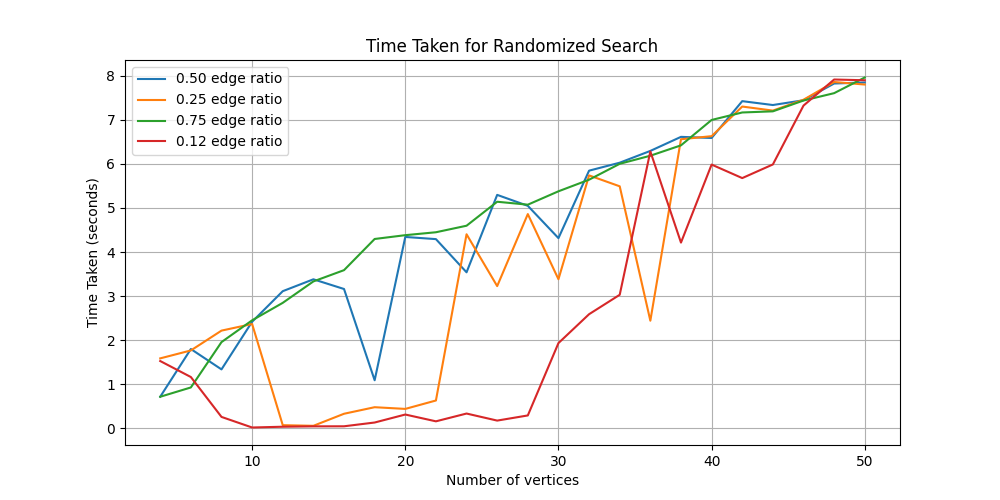 Time Taken for Randomized Search
0.50 edge ratio
0.25 edge ratio
0.75 edge ratio
0.12 edge ratio
Time Taken (seconds)
8
7
6
5
4
3
2
1
0
10 20 30 40 50
Number of vertices